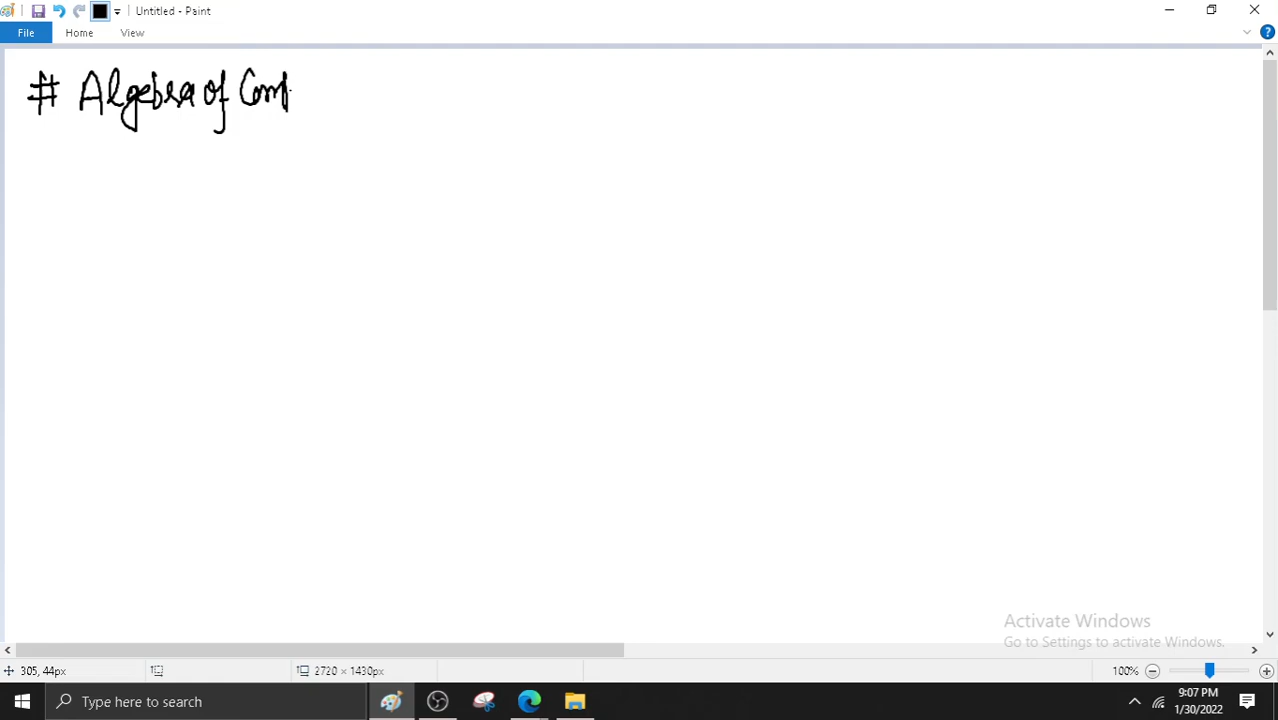 Untitled - Paint
File Home View
# Algebra of Comp
Activate Windows
Go to Settings to activate Windows.
305, 44px 2720 × 1430px 100%
Type here to search
9:07 PM
1/30/2022